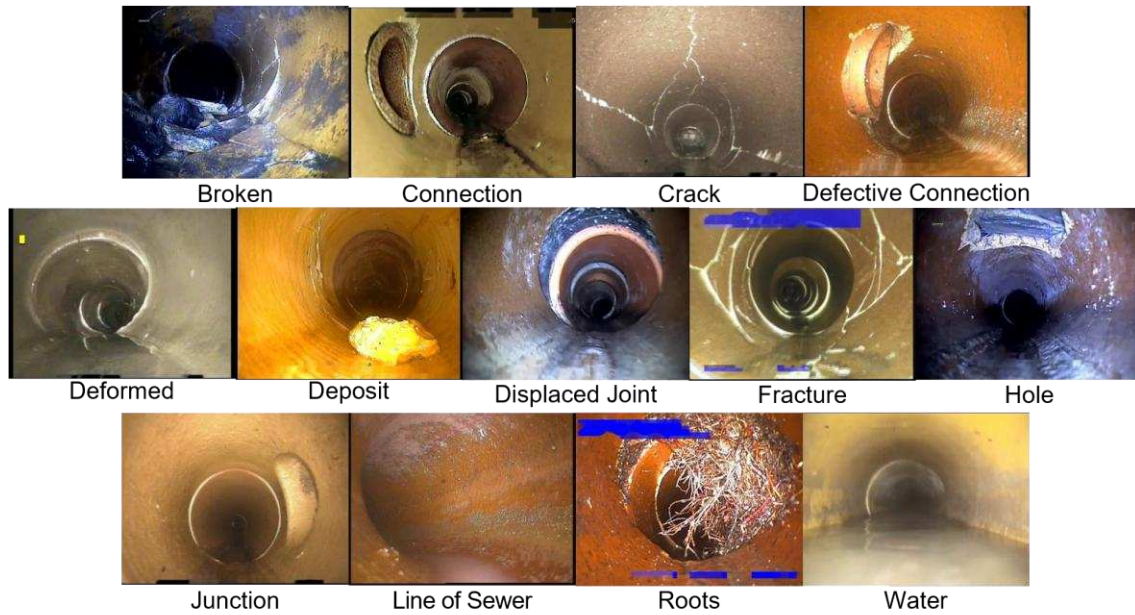 Broken
Connection
Crack
Defective Connection
Deformed
Deposit
Displaced Joint
Fracture
Hole
Junction
Line of Sewer
Roots
Water